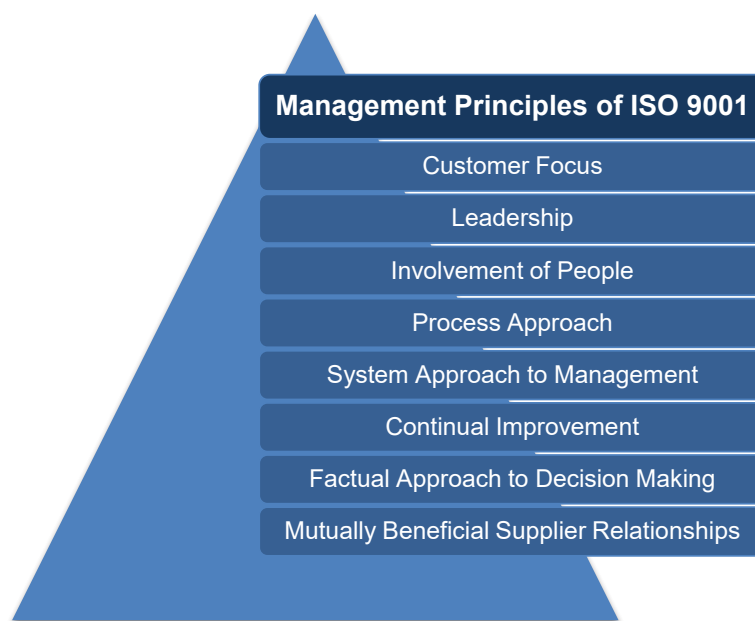 Management Principles of ISO 9001
Customer Focus
Leadership
Involvement of People
Process Approach
System Approach to Management
Continual Improvement
Factual Approach to Decision Making
Mutually Beneficial Supplier Relationships